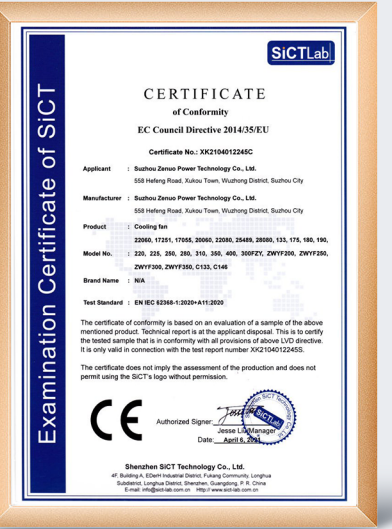 SiCTLab
Examination Certificate of SiCT
CERTIFICATE
of Conformity
EC Council Directive 2014/35/EU
Certificate No.: XK2104012245C
Applicant : Suzhou Zenuo Power Technology Co., Ltd.
558 Hefeng Road, Xukou Town, Wuzhong District, Suzhou City
Manufacturer : Suzhou Zenuo Power Technology Co., Ltd.
558 Hefeng Road, Xukou Town, Wuzhong District, Suzhou City
Product : Cooling fan
22060, 17251, 17055, 20060, 22080, 25489, 28080, 133, 175, 180, 190,
Model No. : 220, 225, 250, 280, 310, 350, 400, 300FZY, ZWYF200, ZWYF250,
ZWYF300, ZWYF350, C133, C146
Brand Name : N/A
Test Standard : EN IEC 62368-1:2020+A11:2020
The certificate of conformity is based on an evaluation of a sample of the above
mentioned product. Technical report is at the applicant disposal. This is to certify
the tested sample that is in conformity with all provisions of above LVD directive.
It is only valid in connection with the test report number XK2104012245S.
The certificate does not imply the assessment of the production and does not
permit using the SiCT's logo without permission.
CE
Authorized Signer:
Jesse Liu/Manager
Date: April 6, 2021
SiCTLab
Shenzhen SiCT Technology Co., Ltd.
4F, Building A, EDerH Industrial District, Fukang Community, Longhua
Subdistrict, Longhua District, Shenzhen, Guangdong, P. R. China
E-mail: info@sict-lab.com.cn Http:// www.sict-lab.com.cn